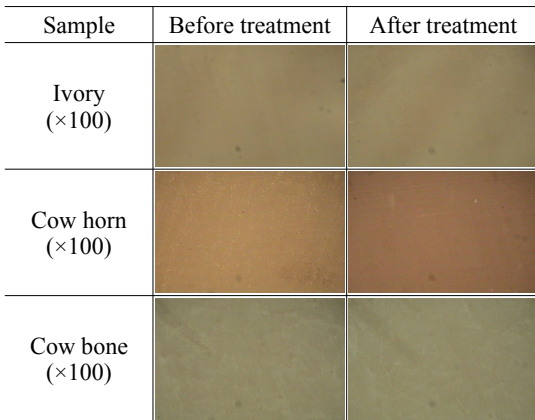 Sample Before treatment After treatment
Ivory
(×100)
Cow horn
(×100)
Cow bone
(×100)